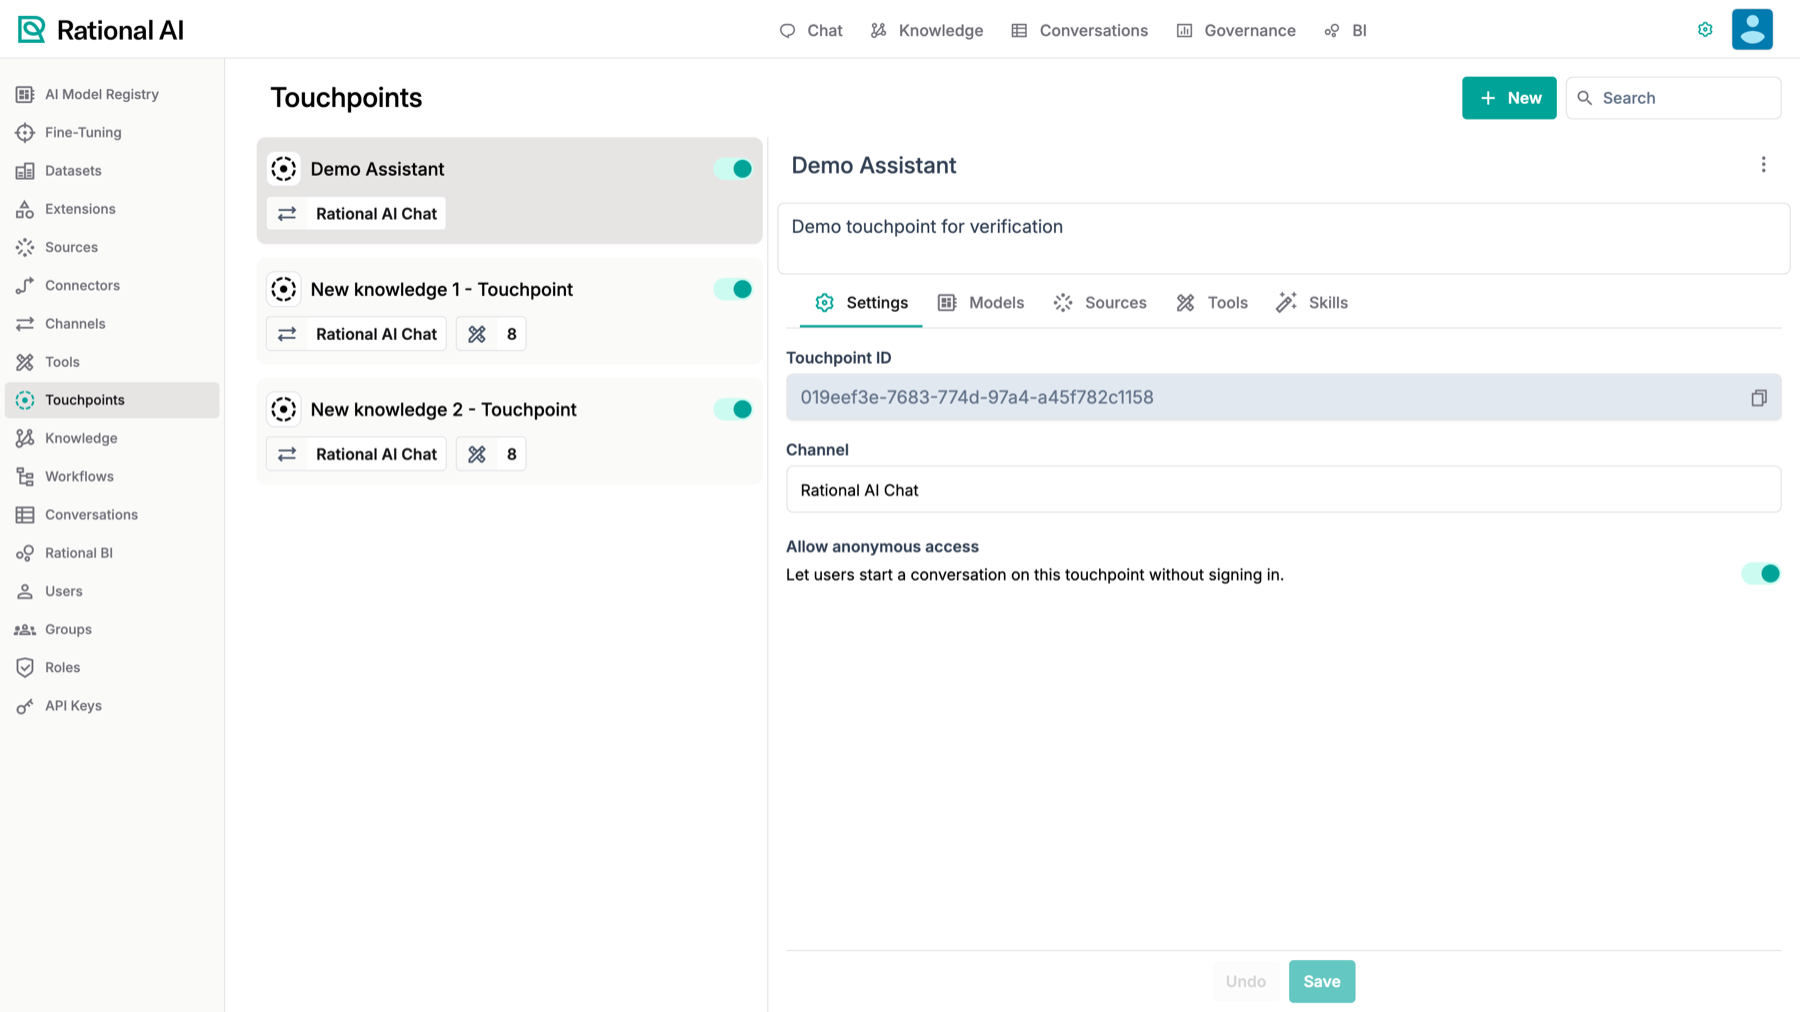 Rational AI
Chat
Knowledge
Conversations
Governance
BI
AI Model Registry
Fine-Tuning
Datasets
Extensions
Sources
Connectors
Channels
Tools
Touchpoints
Knowledge
Workflows
Conversations
Rational BI
Users
Groups
Roles
API Keys
Touchpoints
New
Search
Demo Assistant
Rational AI Chat
New knowledge 1 - Touchpoint
Rational AI Chat
8
New knowledge 2 - Touchpoint
Rational AI Chat
8
Demo Assistant
Demo touchpoint for verification
Settings
Models
Sources
Tools
Skills
Touchpoint ID
019eef3e-7683-774d-97a4-a45f782c1158
Channel
Rational AI Chat
Allow anonymous access
Let users start a conversation on this touchpoint without signing in.
Undo
Save